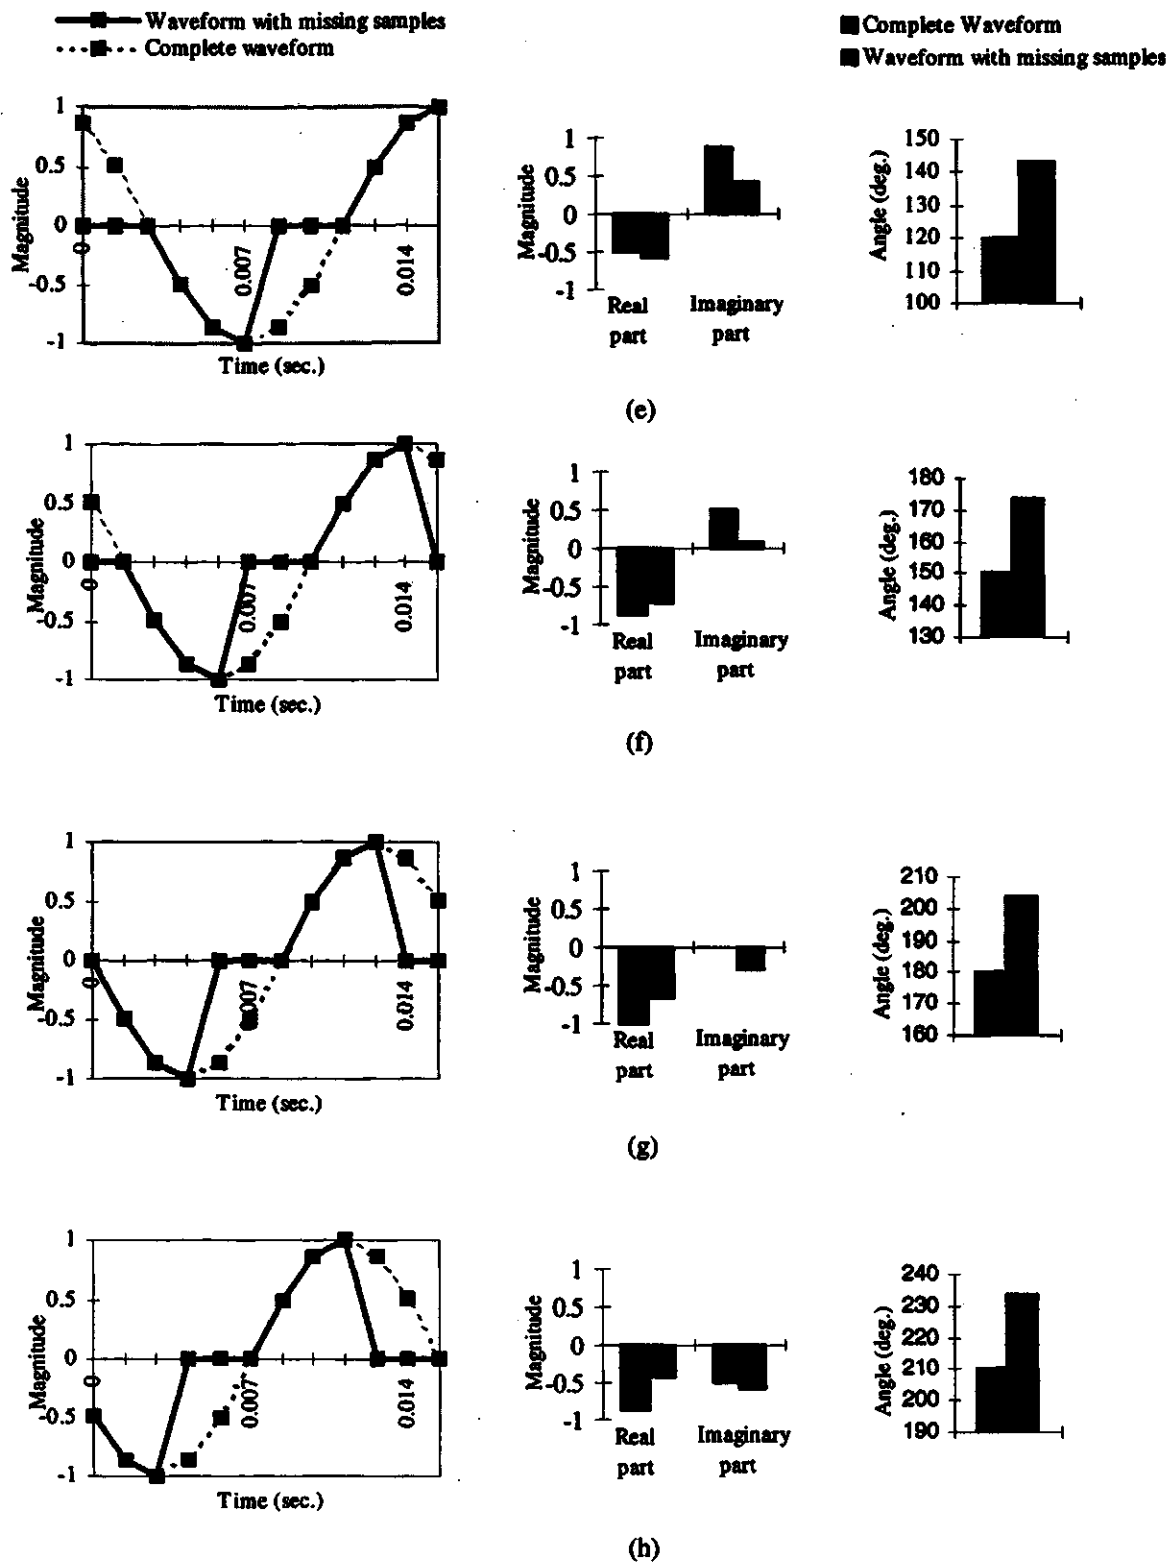 Waveform with missing samples
Complete waveform
Complete Waveform
Waveform with missing samples
1
0.5
0
-0.5
-1
Magnitude
0
0.007
0.014
Time (sec.)
1
0.5
0
-0.5
-1
Magnitude
Real part
Imaginary part
150
140
130
120
110
100
Angle (deg.)
(e)
1
0.5
0
-0.5
-1
Magnitude
0
0.007
0.014
Time (sec.)
1
0.5
0
-0.5
-1
Magnitude
Real part
Imaginary part
180
170
160
150
140
130
Angle (deg.)
(f)
1
0.5
0
-0.5
-1
Magnitude
0
0.007
0.014
Time (sec.)
1
0.5
0
-0.5
-1
Magnitude
Real part
Imaginary part
210
200
190
180
170
160
Angle (deg.)
(g)
1
0.5
0
-0.5
-1
Magnitude
0
0.007
0.014
Time (sec.)
1
0.5
0
-0.5
-1
Magnitude
Real part
Imaginary part
240
230
220
210
200
190
Angle (deg.)
(h)